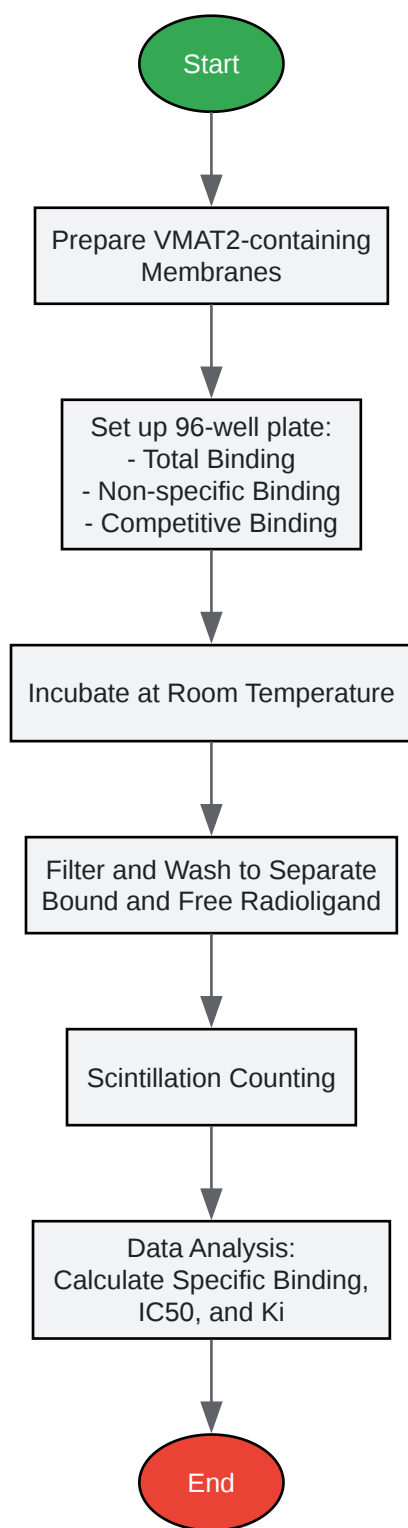 Start
Prepare VMAT2-containing
Membranes
Set up 96-well plate:
- Total Binding
- Non-specific Binding
- Competitive Binding
Incubate at Room Temperature
Filter and Wash to Separate
Bound and Free Radioligand
Scintillation Counting
Data Analysis:
Calculate Specific Binding,
IC50, and Ki
End